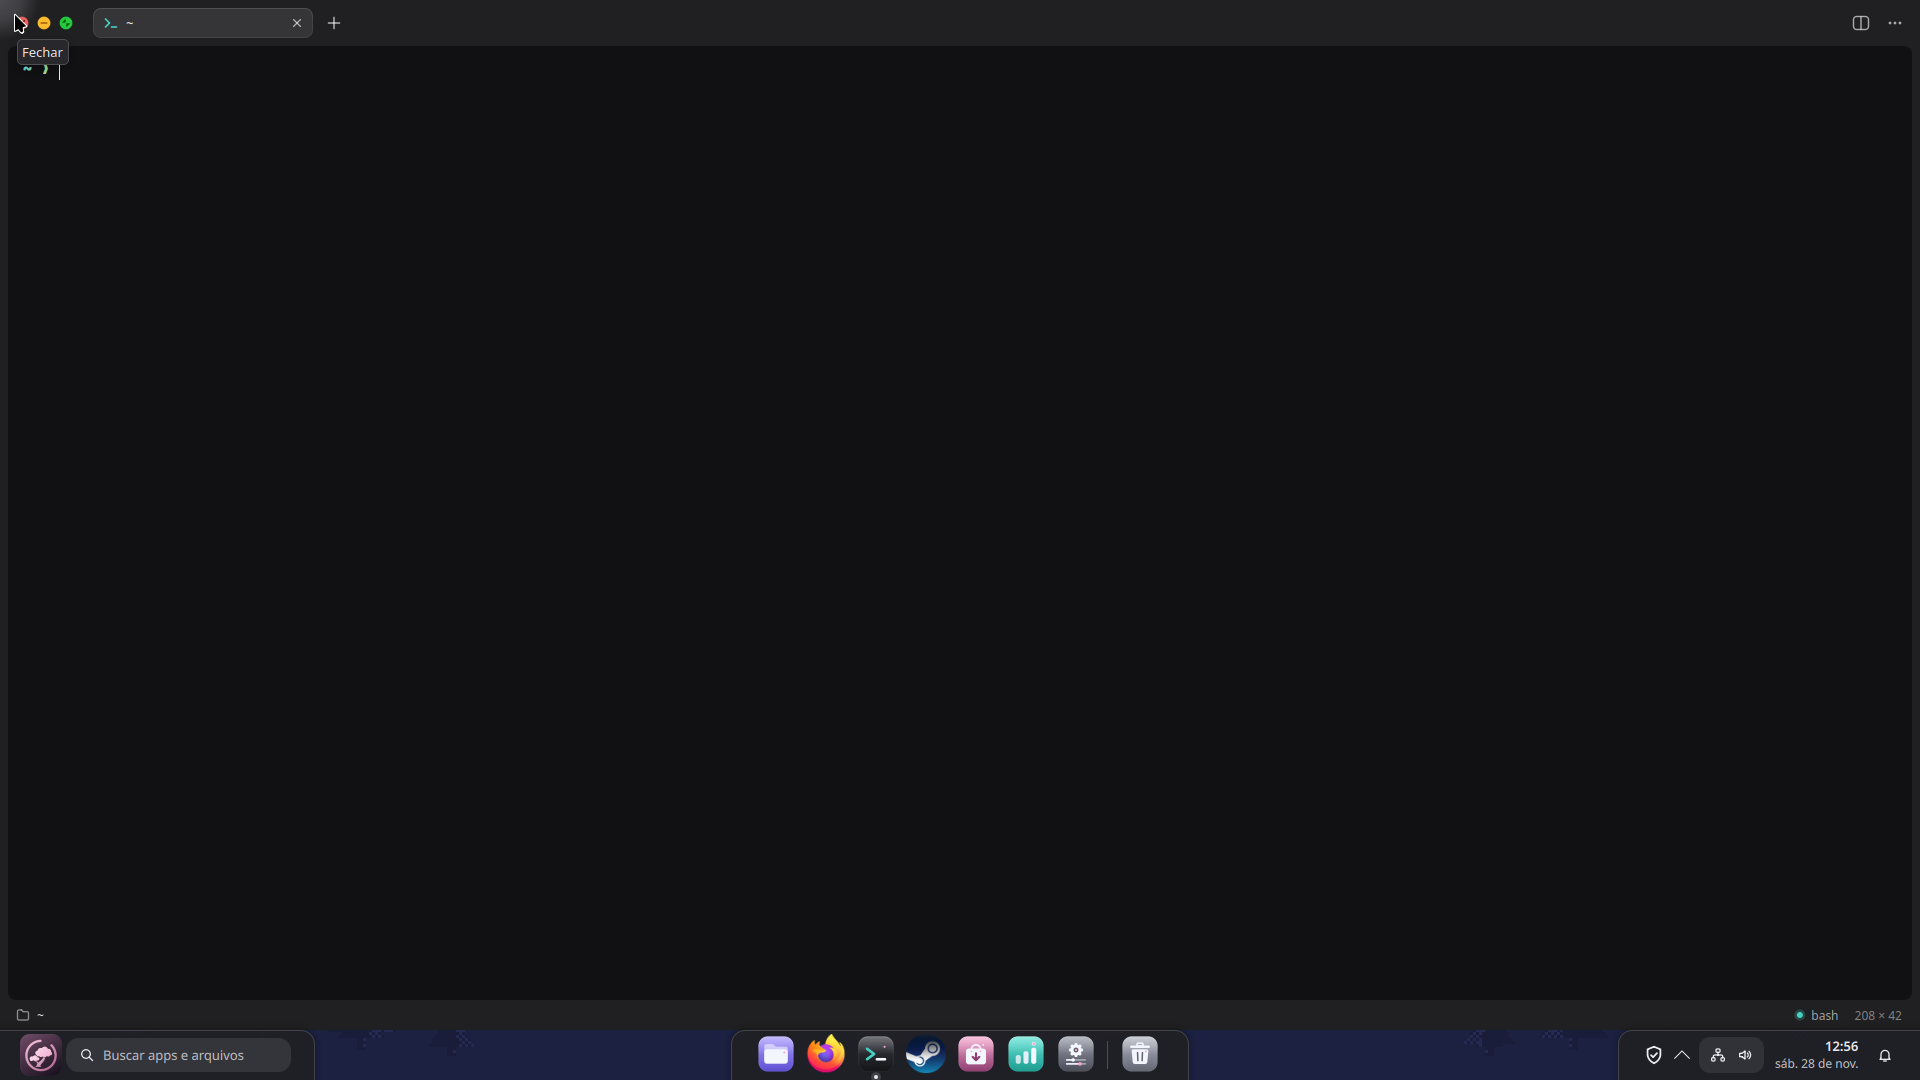 ~
Fechar
~ ❯
~
bash 208 × 42
Buscar apps e arquivos
12:56
sáb. 28 de nov.